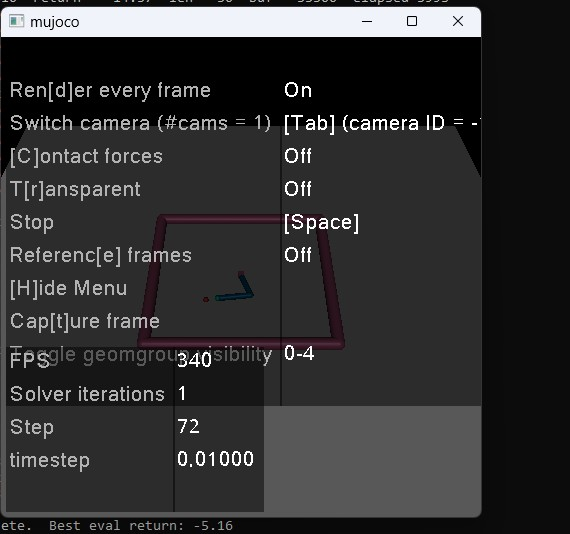 mujoco
Ren[d]er every frame On
Switch camera (#cams = 1) [Tab] (camera ID = -
[C]ontact forces Off
T[r]ansparent Off
Stop [Space]
Referenc[e] frames Off
[H]ide Menu
Cap[t]ure frame
Toggle geomgroup visibility 0-4
FPS 340
Solver iterations 1
Step 72
timestep 0.01000
ete. Best eval return: -5.16